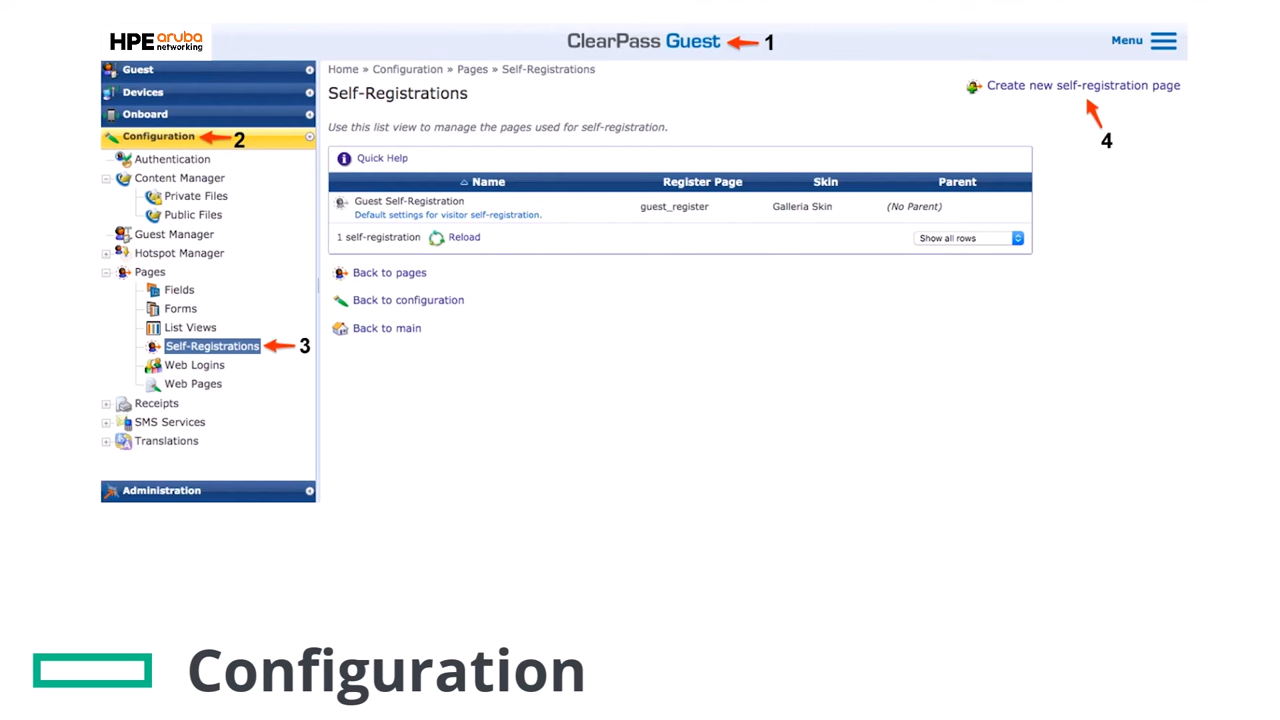 HPE aruba networking
ClearPass Guest 1
Menu
Guest
Devices
Onboard
Configuration 2
Authentication
Content Manager
Private Files
Public Files
Guest Manager
Hotspot Manager
Pages
Fields
Forms
List Views
Self-Registrations 3
Web Logins
Web Pages
Receipts
SMS Services
Translations
Administration
Home » Configuration » Pages » Self-Registrations
Self-Registrations
Create new self-registration page
4
Use this list view to manage the pages used for self-registration.
Quick Help
Name Register Page Skin Parent
Guest Self-Registration
Default settings for visitor self-registration.
guest_register Galleria Skin (No Parent)
1 self-registration Reload Show all rows
Back to pages
Back to configuration
Back to main
Configuration